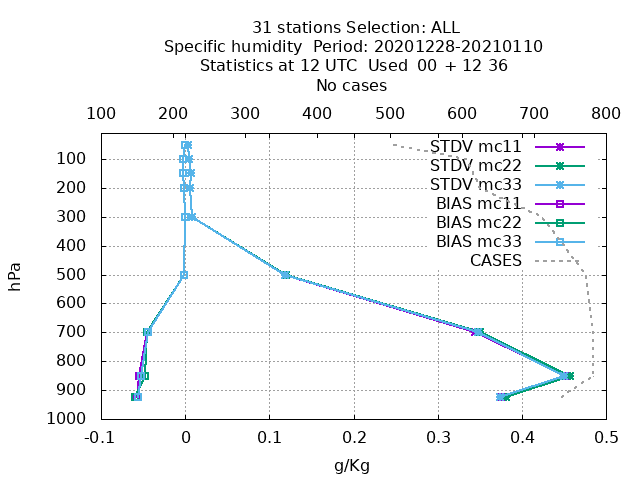 31 stations Selection: ALL
Specific humidity  Period: 20201228-20210110
Statistics at 12 UTC  Used  00 + 12 36
No cases
100 200 300 400 500 600 700 800
STDV mc11
STDV mc22
STDV mc33
BIAS mc11
BIAS mc22
BIAS mc33
CASES
hPa
100
200
300
400
500
600
700
800
900
1000
-0.1 0 0.1 0.2 0.3 0.4 0.5
g/Kg